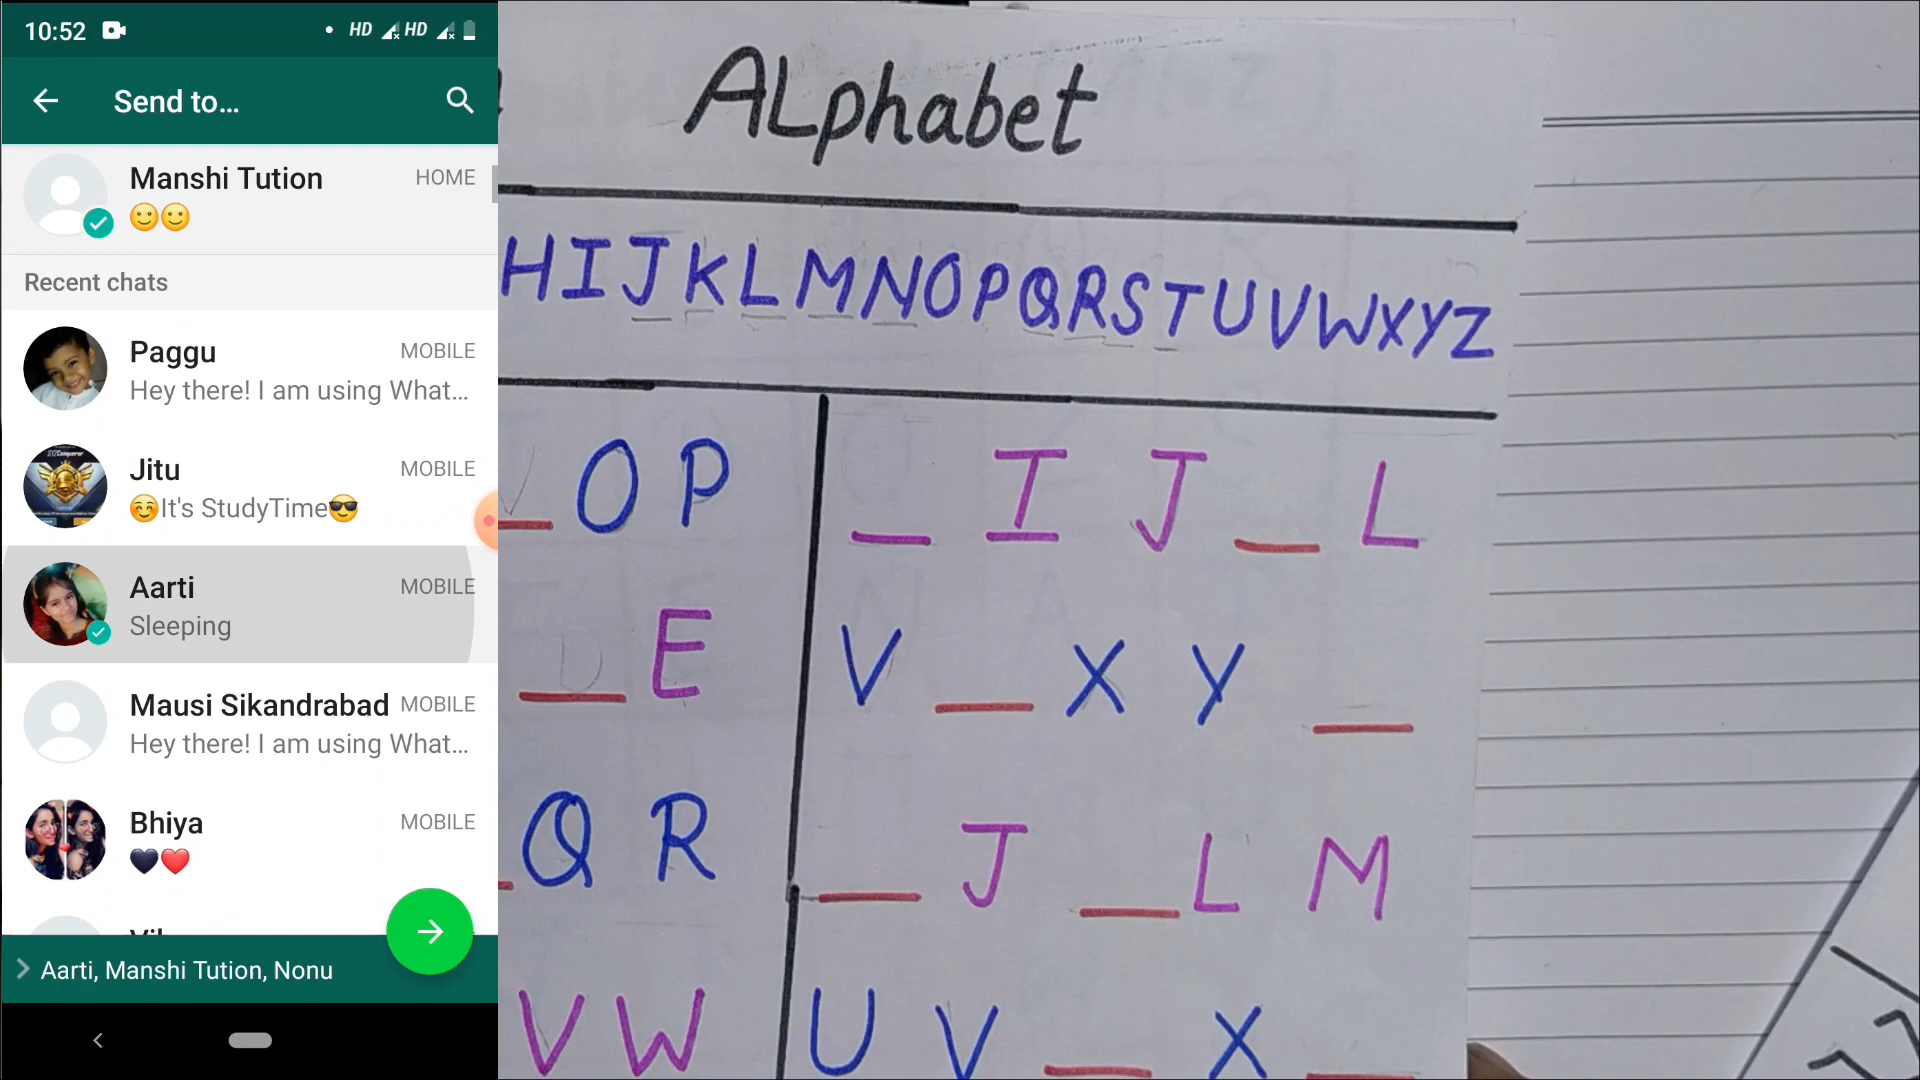 10:52
HD HD
Send to...
Manshi Tution HOME
🙂🙂
Recent chats
Paggu MOBILE
Hey there! I am using What...
Jitu MOBILE
☺️It's StudyTime😎
Aarti MOBILE
Sleeping
Mausi Sikandrabad MOBILE
Hey there! I am using What...
Bhiya MOBILE
🖤❤️
Aarti, Manshi Tution, Nonu
ALphabet
HIJKLMNOPQRSTUVWXYZ
_ O P
_ I J _ L
D E
V _ X Y _
_ Q R
_ J _ L M
V W
U V _ X _